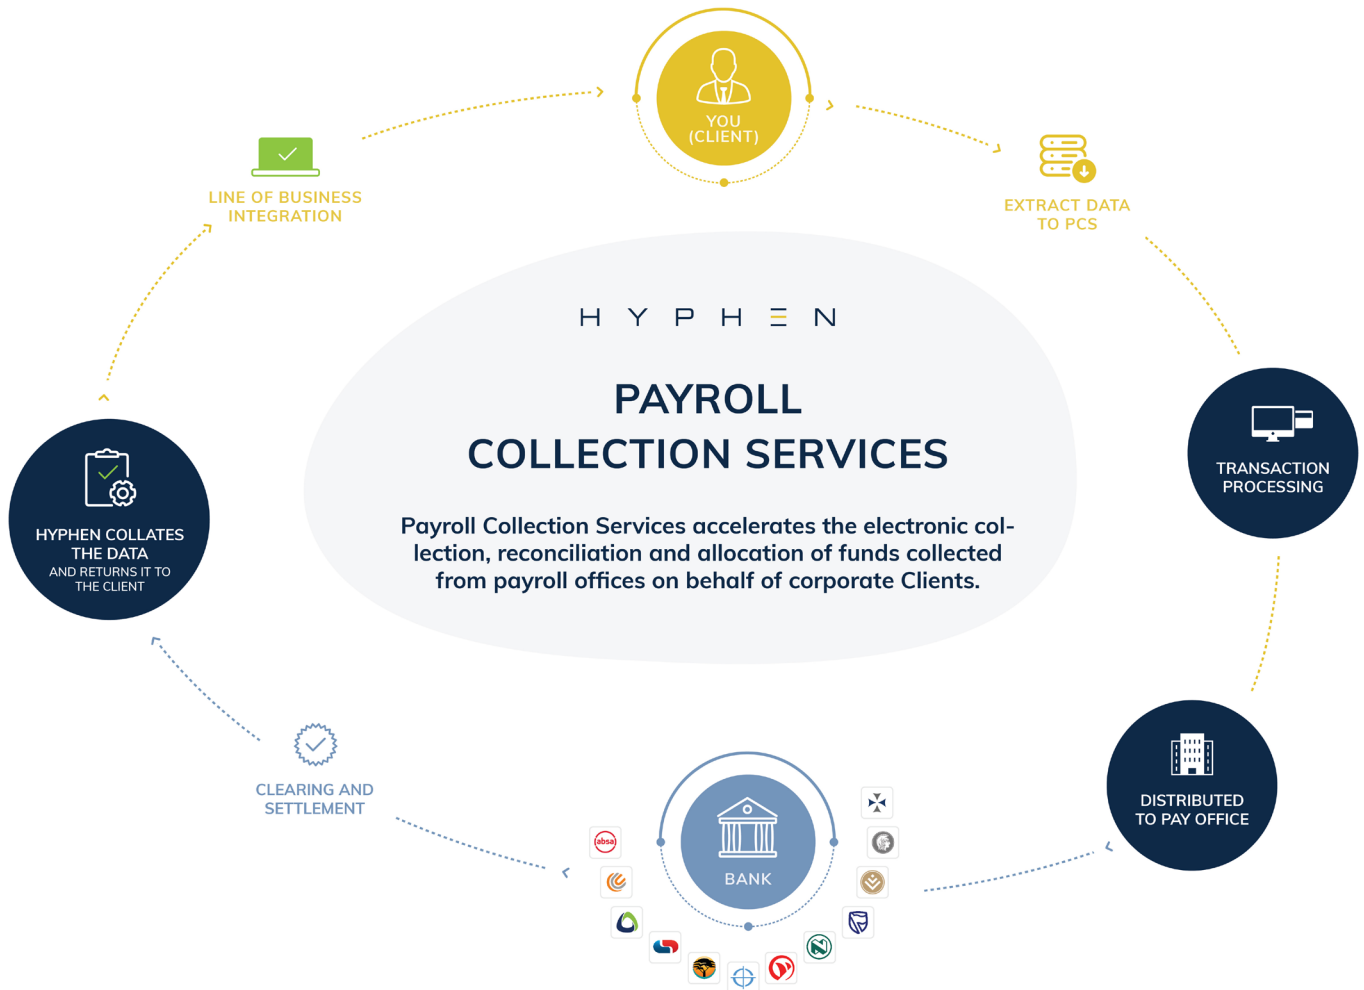 YOU
(CLIENT)
LINE OF BUSINESS
INTEGRATION
EXTRACT DATA
TO PCS
HYPHEN
PAYROLL
COLLECTION SERVICES
Payroll Collection Services accelerates the electronic col-
lection, reconciliation and allocation of funds collected
from payroll offices on behalf of corporate Clients.
TRANSACTION
PROCESSING
HYPHEN COLLATES
THE DATA
AND RETURNS IT TO
THE CLIENT
DISTRIBUTED
TO PAY OFFICE
CLEARING AND
SETTLEMENT
BANK
absa